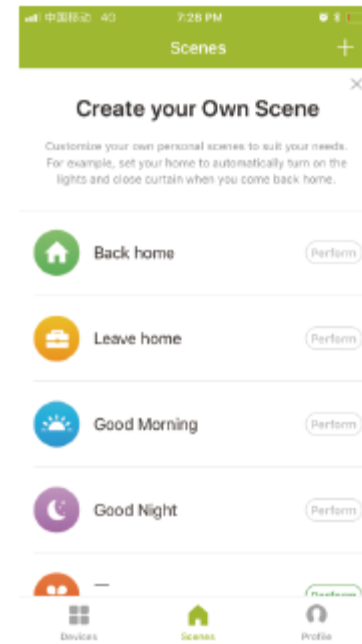 中国移动 4G 7:28 PM
Scenes
Create your Own Scene
Customize your own personal scenes to suit your needs.
For example, set your home to automatically turn on the
lights and close curtain when you come back home.
Back home Perform
Leave home Perform
Good Morning Perform
Good Night Perform
Perform
Devices Scenes Profile